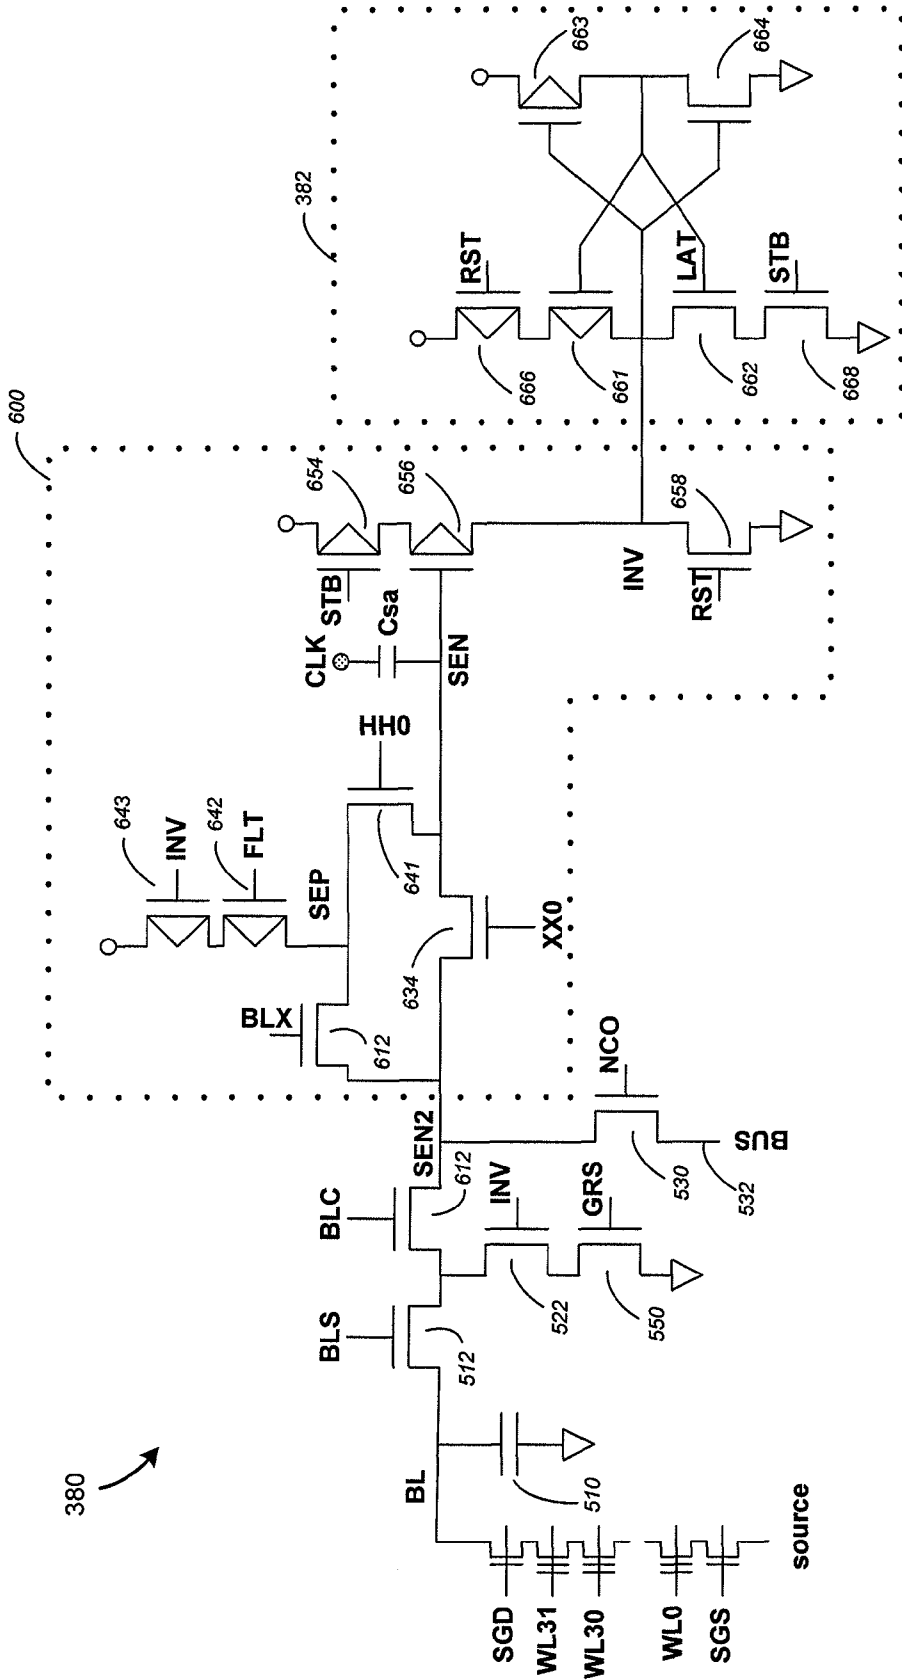 663
664
382
RST
LAT
STB
666
661
662
668
600
654
656
658
STB
Csa
CLK
SEN
INV
RST
HH0
643
INV
642
FLT
SEP
641
634
XX0
BLX
612
NCO
SEN2
BUS
530
532
612
BLC
INV
GRS
522
550
BLS
512
380
BL
510
source
SGD
WL31
WL30
WL0
SGS